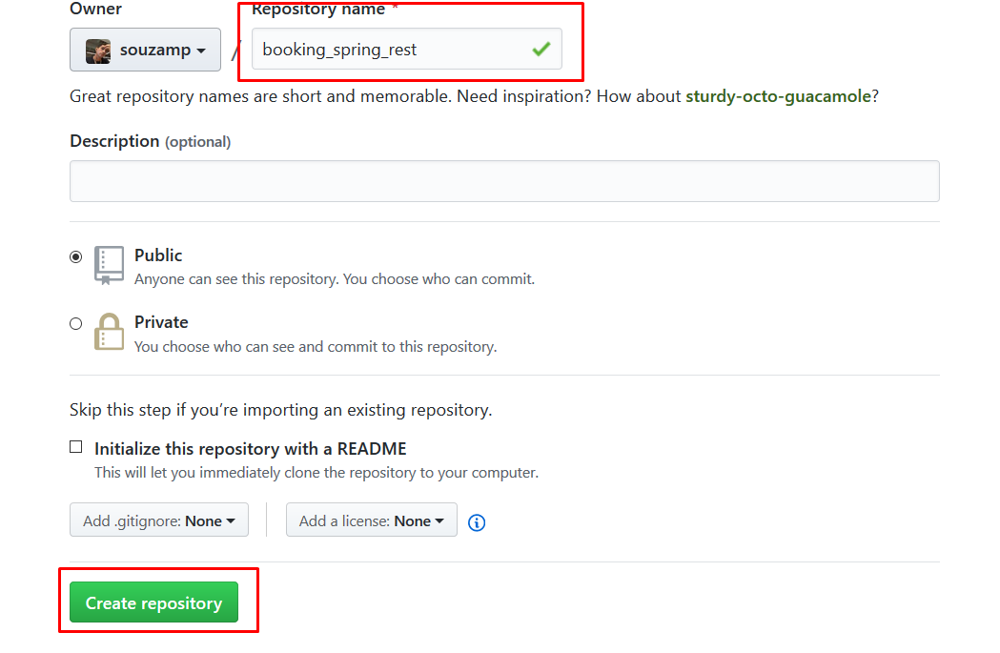 Owner
Repository name *
souzamp
/
booking_spring_rest
Great repository names are short and memorable. Need inspiration? How about sturdy-octo-guacamole?
Description (optional)
Public
Anyone can see this repository. You choose who can commit.
Private
You choose who can see and commit to this repository.
Skip this step if you’re importing an existing repository.
Initialize this repository with a README
This will let you immediately clone the repository to your computer.
Add .gitignore: None
Add a license: None
Create repository